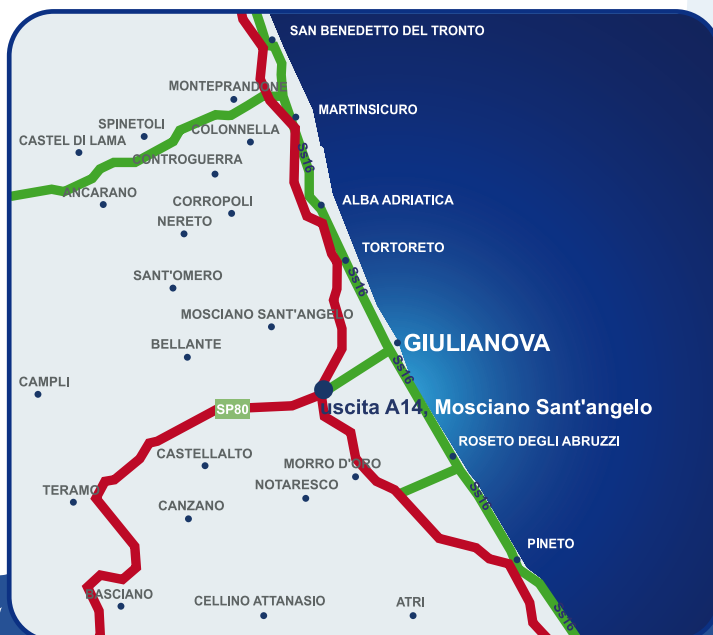 SAN BENEDETTO DEL TRONTO
MONTEPRANDONE
MARTINSICURO
SPINETOLI
COLONNELLA
CASTEL DI LAMA
Ss16
CONTROGUERRA
ANCARANO
CORROPOLI
ALBA ADRIATICA
NERETO
TORTORETO
SANT'OMERO
Ss16
MOSCIANO SANT'ANGELO
BELLANTE
GIULIANOVA
Ss16
CAMPLI
SP80
uscita A14, Mosciano Sant'angelo
ROSETO DEGLI ABRUZZI
CASTELLALTO
MORRO D'ORO
NOTARESCO
TERAMO
Ss16
CANZANO
PINETO
BASCIANO
CELLINO ATTANASIO
ATRI
Ss16